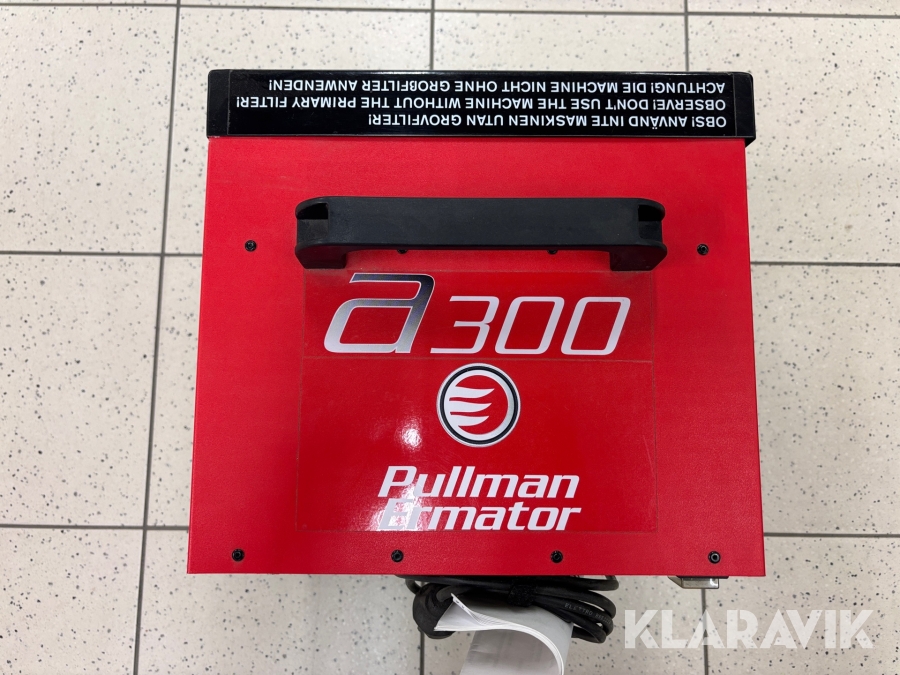 OBS! ANVÄND INTE MASKINEN UTAN GROVFILTER!
OBSERVE! DON'T USE THE MACHINE WITHOUT THE PRIMARY FILTER!
ACHTUNG! DIE MACHINE NICHT OHNE GROßFILTER ANWENDEN!
a300
Pullman
Ermator
KLARAVIK